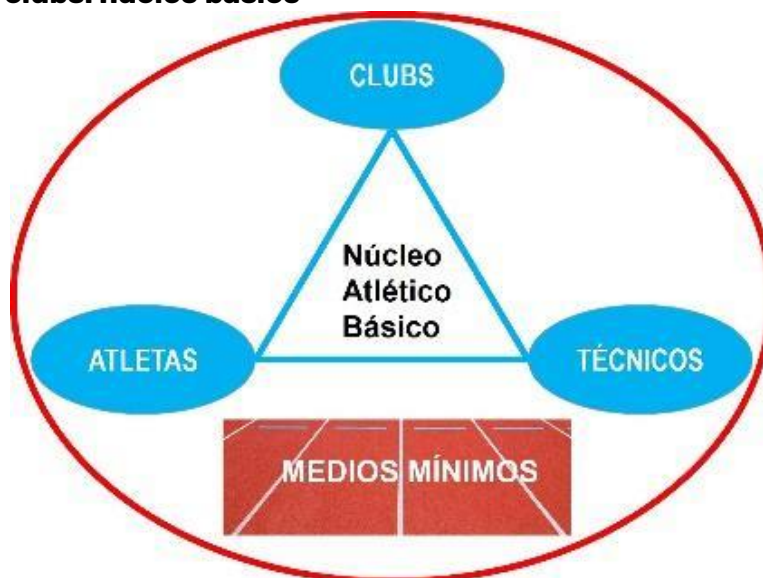 CLUBS
Núcleo
Atlético
Básico
ATLETAS
TÉCNICOS
MEDIOS MÍNIMOS